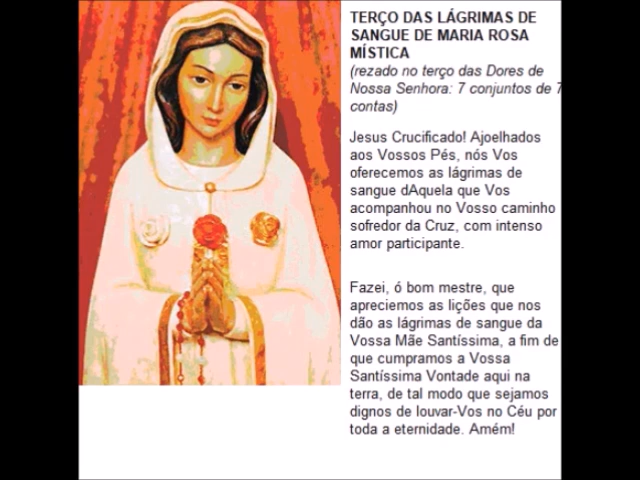 TERÇO DAS LÁGRIMAS DE
SANGUE DE MARIA ROSA
MÍSTICA
(rezado no terço das Dores de
Nossa Senhora: 7 conjuntos de 7
contas)
Jesus Crucificado! Ajoelhados
aos Vossos Pés, nós Vos
oferecemos as lágrimas de
sangue dAquela que Vos
acompanhou no Vosso caminho
sofredor da Cruz, com intenso
amor participante.
Fazei, ó bom mestre, que
apreciemos as lições que nos
dão as lágrimas de sangue da
Vossa Mãe Santíssima, a fim de
que cumpramos a Vossa
Santíssima Vontade aqui na
terra, de tal modo que sejamos
dignos de louvar-Vos no Céu por
toda a eternidade. Amém!